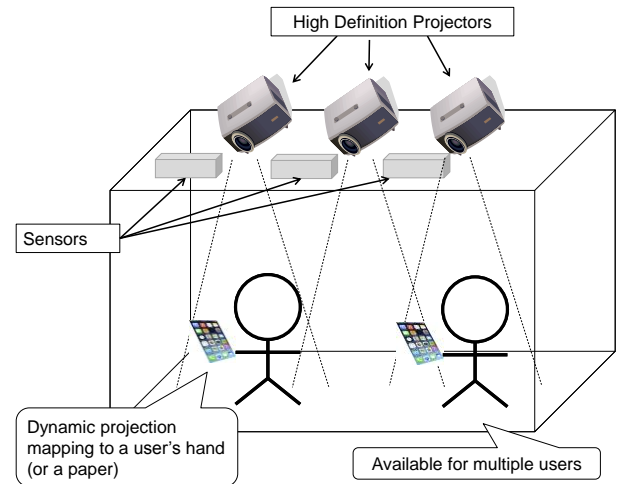 High Definition Projectors
Sensors
Dynamic projection
mapping to a user's hand
(or a paper)
Available for multiple users